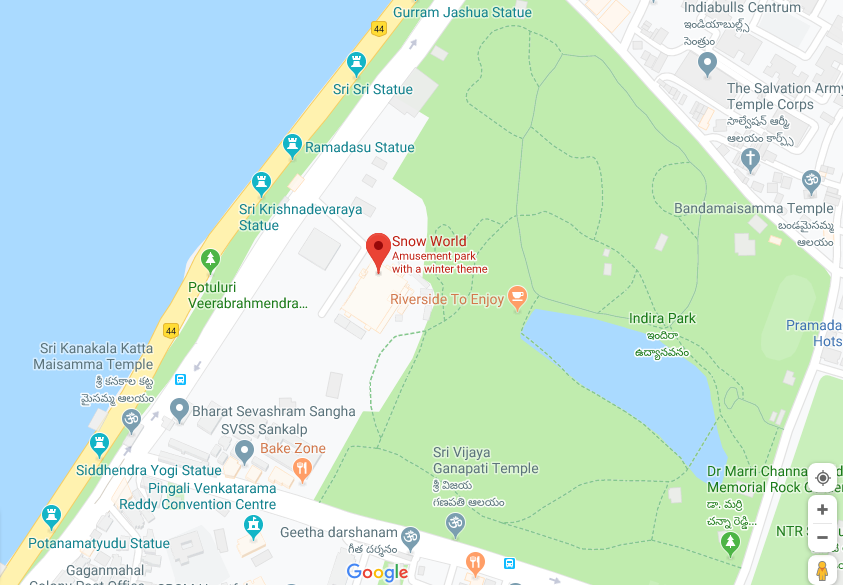 Gurram Jashua Statue
Indiabulls Centrum
ఇండియాబుల్స్
సెంత్రుం
44
Sri Sri Statue
The Salvation Army
Temple Corps
సాల్వేషన్ ఆర్మీ
ఆలయం కార్ప్స్
Ramadasu Statue
Sri Krishnadevaraya
Statue
Bandamaisamma Temple
బండమైసమ్మ
ఆలయం
Snow World
Amusement park
with a winter theme
Potuluri
Veerabrahmendra...
Riverside To Enjoy
Indira Park
ఇందిరా
ఉద్యానవనం
44
Pramada
Hots
Sri Kanakala Katta
Maisamma Temple
శ్రీ కనకాల కట్ట
మైసమ్మ ఆలయం
Bharat Sevashram Sangha
SVSS Sankalp
Bake Zone
Siddhendra Yogi Statue
Sri Vijaya
Ganapati Temple
శ్రీ విజయ
గణపతి ఆలయం
Dr Marri Channa
Memorial Rock
డా. మర్రి
చన్నా రెడ్డి...
Pingali Venkatarama
Reddy Convention Centre
Potanamatyudu Statue
Geetha darshanam
గీత దర్శనం
NTR S
Gaganmahal
Colony Post Office
Google